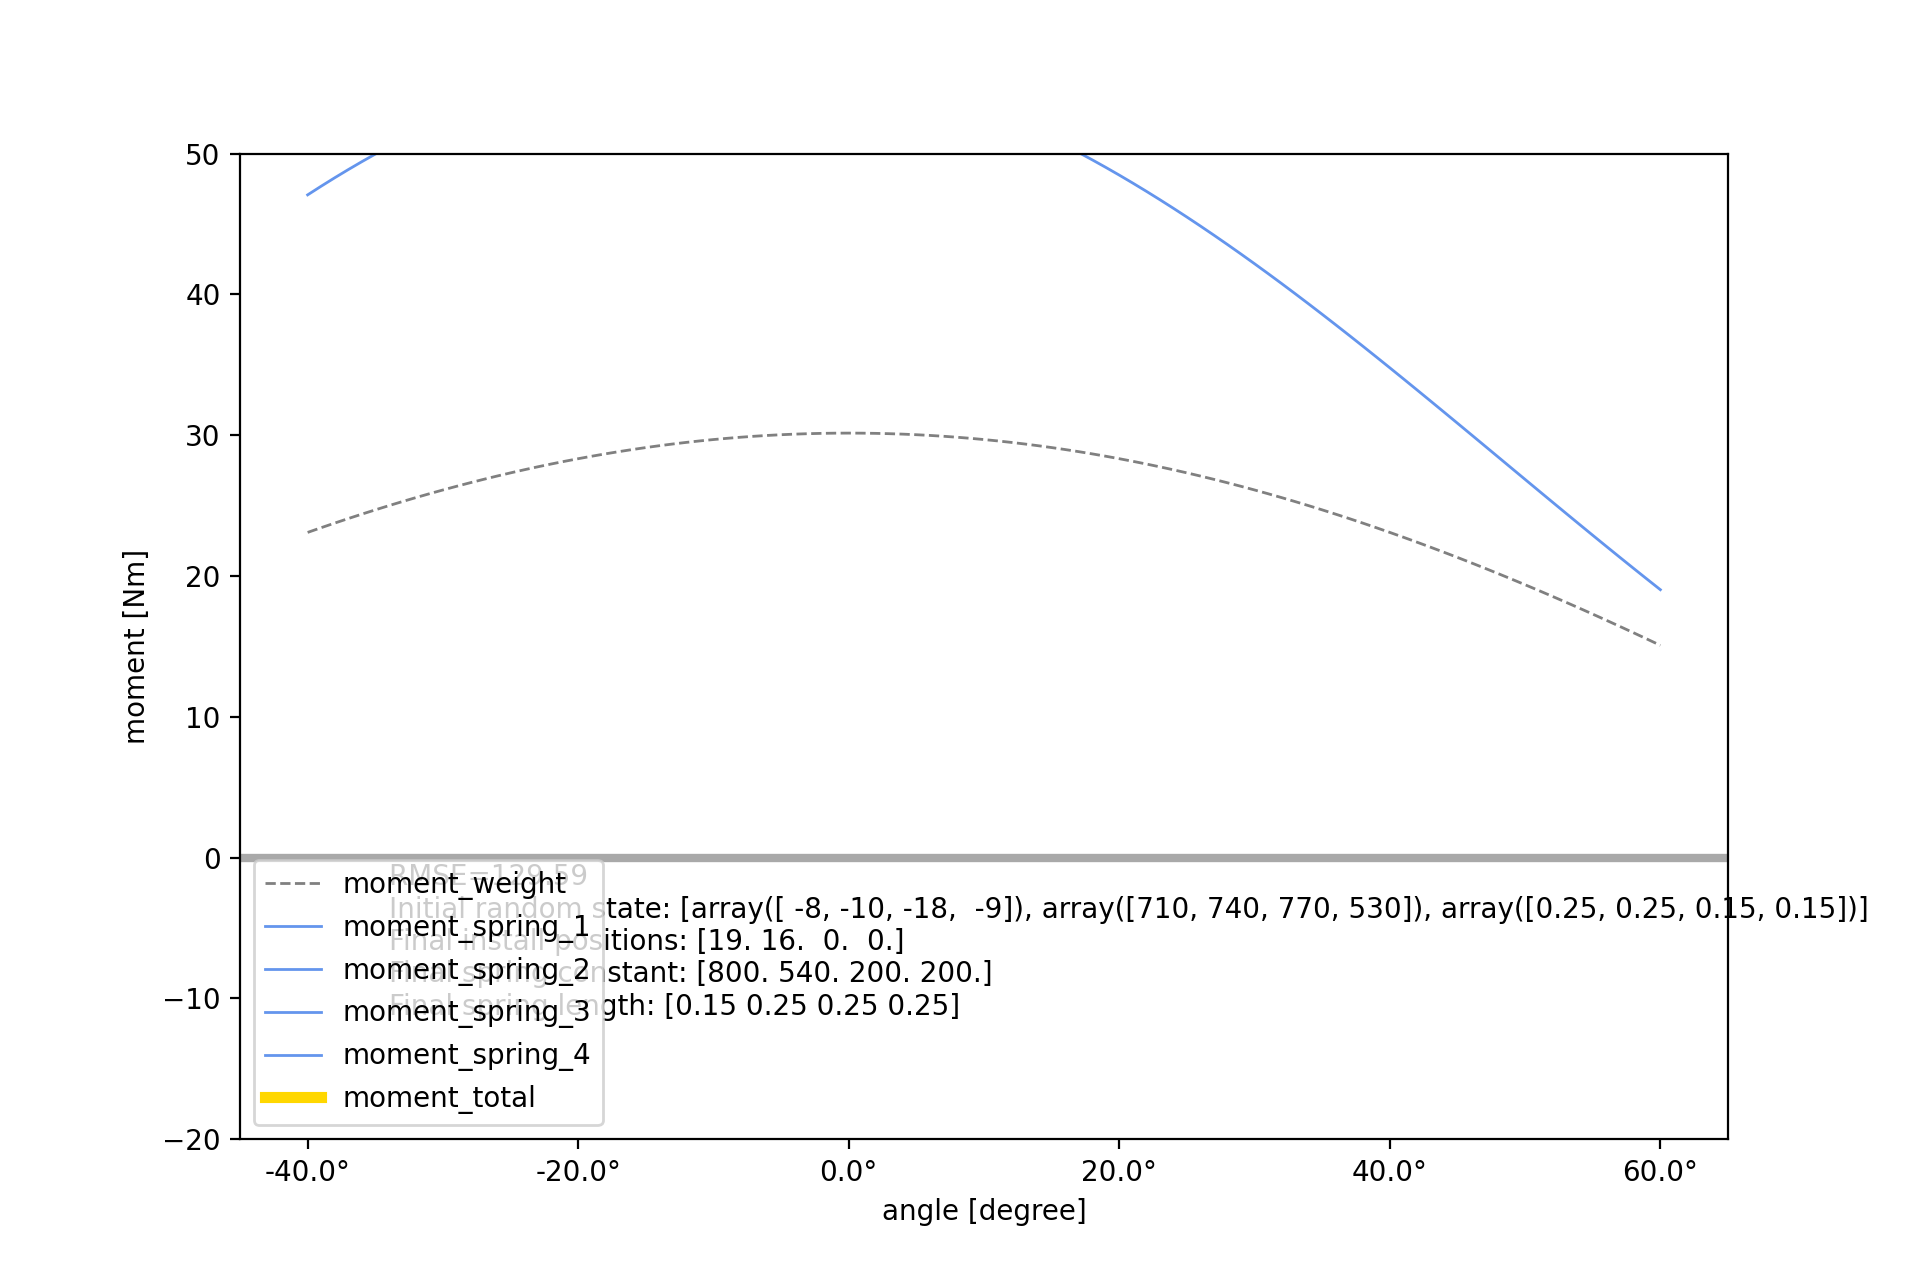 50
40
30
20
10
0
−10
−20
moment [Nm]
RMSE=129.59
Initial random state: [array([ -8, -10, -18,  -9]), array([710, 740, 770, 530]), array([0.25, 0.25, 0.15, 0.15])]
Final install positions: [19. 16.  0.  0.]
Final spring constant: [800. 540. 200. 200.]
Final spring length: [0.15 0.25 0.25 0.25]
moment_weight
moment_spring_1
moment_spring_2
moment_spring_3
moment_spring_4
moment_total
-40.0° -20.0° 0.0° 20.0° 40.0° 60.0°
angle [degree]